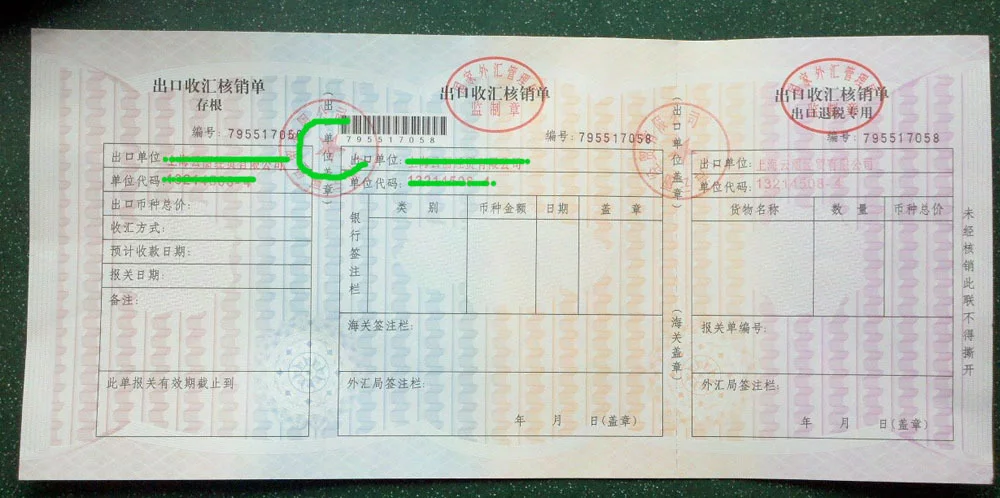 出口收汇核销单
存根
编号:795517058
出口单位:
单位代码:
出口币种总价:
收汇方式:
预计收款日期:
报关日期:
备注:
此单报关有效期截止到
(出口单位盖章)
出口收汇核销单
监制章
795517058
编号:795517058
出口单位:
单位代码:
银行签注栏
类 别 币种金额 日期 盖 章
海关签注栏:
外汇局签注栏:
年 月 日(盖章)
(出口单位盖章)
(海关盖章)
出口收汇核销单
出口退税专用
编号:795517058
出口单位:
单位代码: 13214508-4
货物名称 数 量 币种总价
报关单编号:
外汇局签注栏:
年 月 日(盖章)
未经核销此联不得撕开